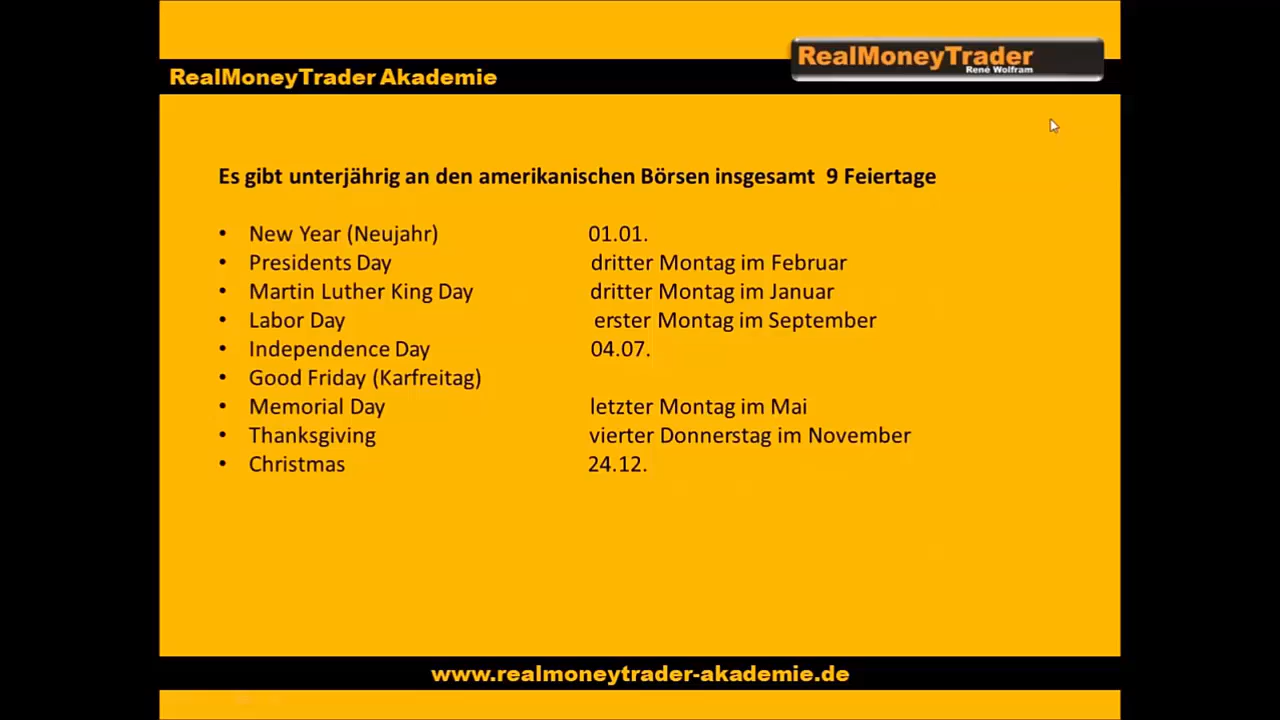 RealMoneyTrader
René Wolfram
RealMoneyTrader Akademie
Es gibt unterjährig an den amerikanischen Börsen insgesamt 9 Feiertage
• New Year (Neujahr) 01.01.
• Presidents Day dritter Montag im Februar
• Martin Luther King Day dritter Montag im Januar
• Labor Day erster Montag im September
• Independence Day 04.07.
• Good Friday (Karfreitag)
• Memorial Day letzter Montag im Mai
• Thanksgiving vierter Donnerstag im November
• Christmas 24.12.
www.realmoneytrader-akademie.de